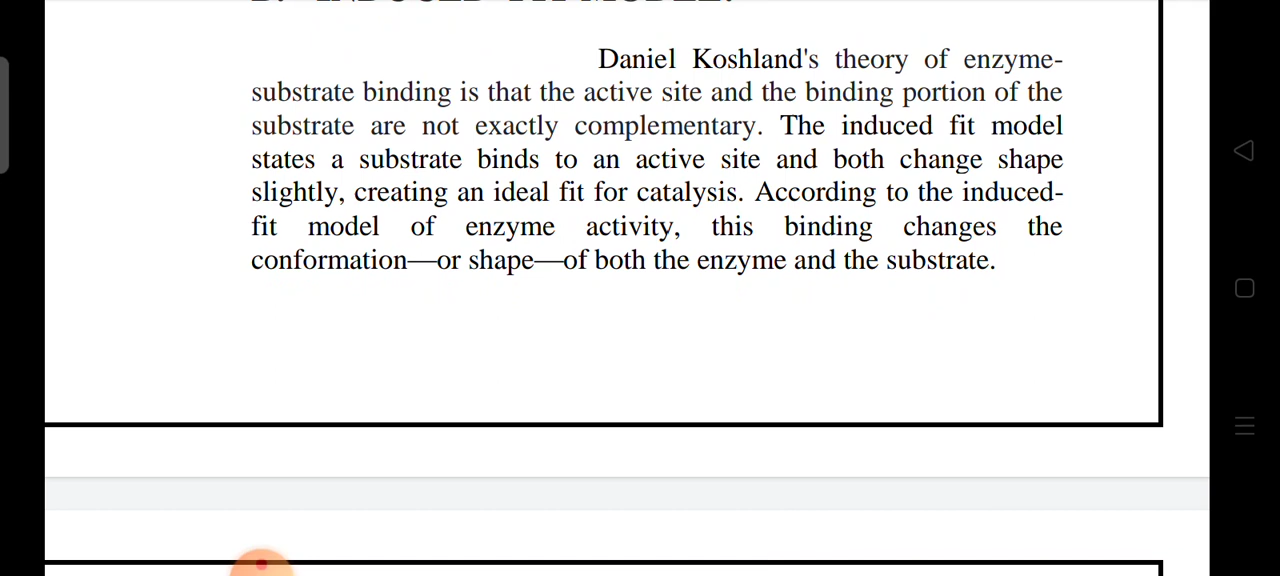 Daniel Koshland's theory of enzyme-
substrate binding is that the active site and the binding portion of the
substrate are not exactly complementary. The induced fit model
states a substrate binds to an active site and both change shape
slightly, creating an ideal fit for catalysis. According to the induced-
fit model of enzyme activity, this binding changes the
conformation—or shape—of both the enzyme and the substrate.